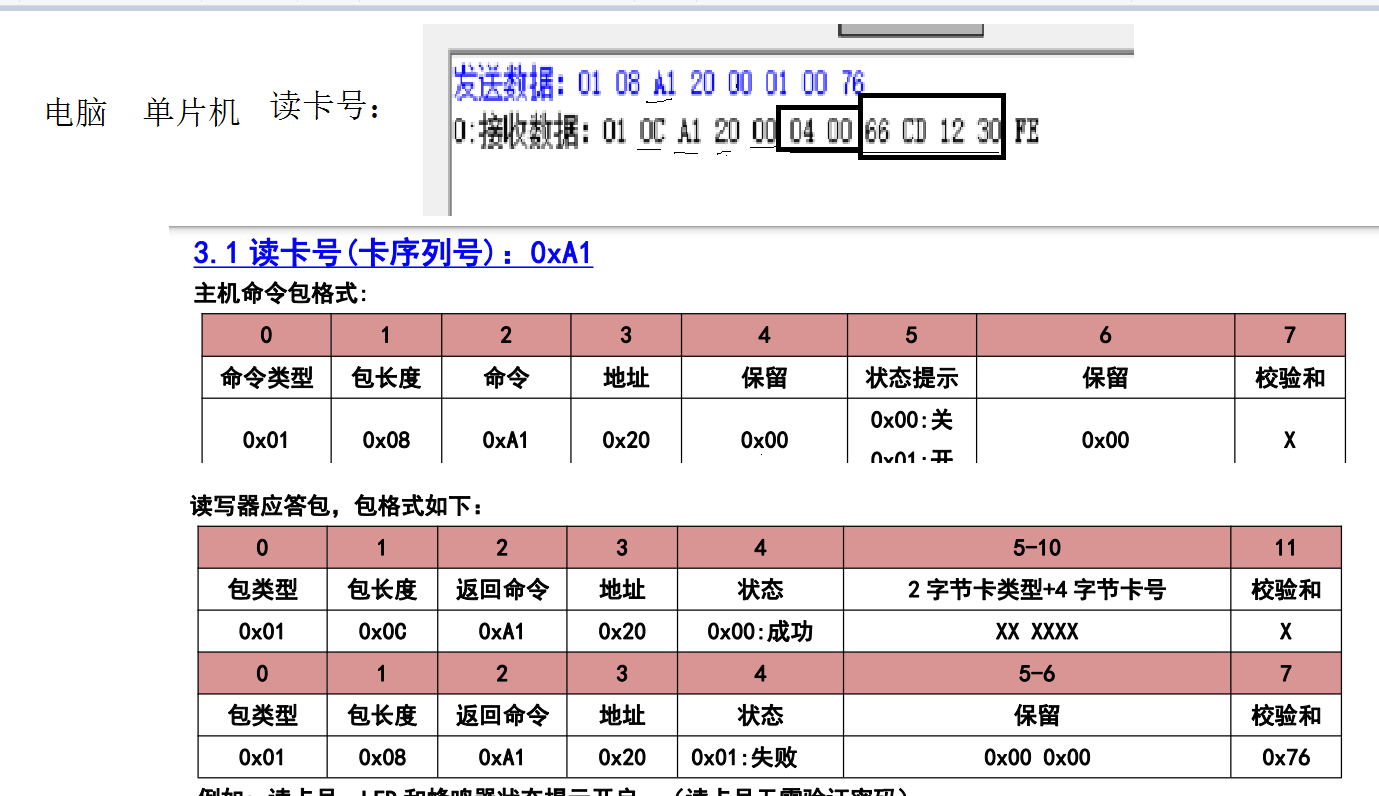 发送数据: 01 08 A1 20 00 01 00 76
电脑 单片机 读卡号:
0:接收数据: 01 0C A1 20 00 04 00 66 CD 12 30 FE
3.1 读卡号(卡序列号): 0xA1
主机命令包格式:
0 1 2 3 4 5 6 7
命令类型 包长度 命令 地址 保留 状态提示 保留 校验和
0x01 0x08 0xA1 0x20 0x00 0x00:关 0x00 X
0x01:开
读写器应答包，包格式如下:
0 1 2 3 4 5-10 11
包类型 包长度 返回命令 地址 状态 2字节卡类型+4字节卡号 校验和
0x01 0x0C 0xA1 0x20 0x00:成功 XX XXXX X
0 1 2 3 4 5-6 7
包类型 包长度 返回命令 地址 状态 保留 校验和
0x01 0x08 0xA1 0x20 0x01:失败 0x00 0x00 0x76